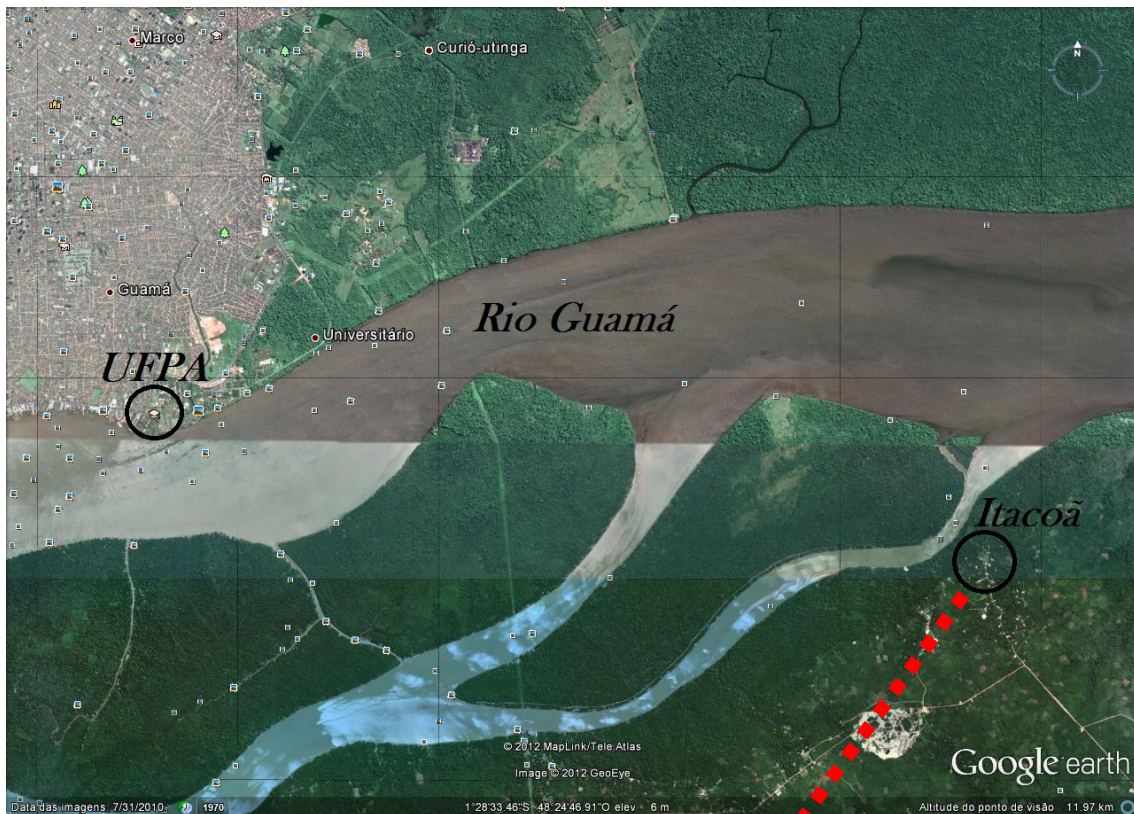 Marco
Curió-utinga
N
Guamá
Universitário
Rio Guamá
UFPA
Itacoã
© 2012 MapLink/Tele Atlas
Image © 2012 GeoEye
Google earth
Data das imagens: 7/31/2010 1970 1°28'33.46"S 48°24'46.91"O elev 6 m Altitude do ponto de visão 11.97 km